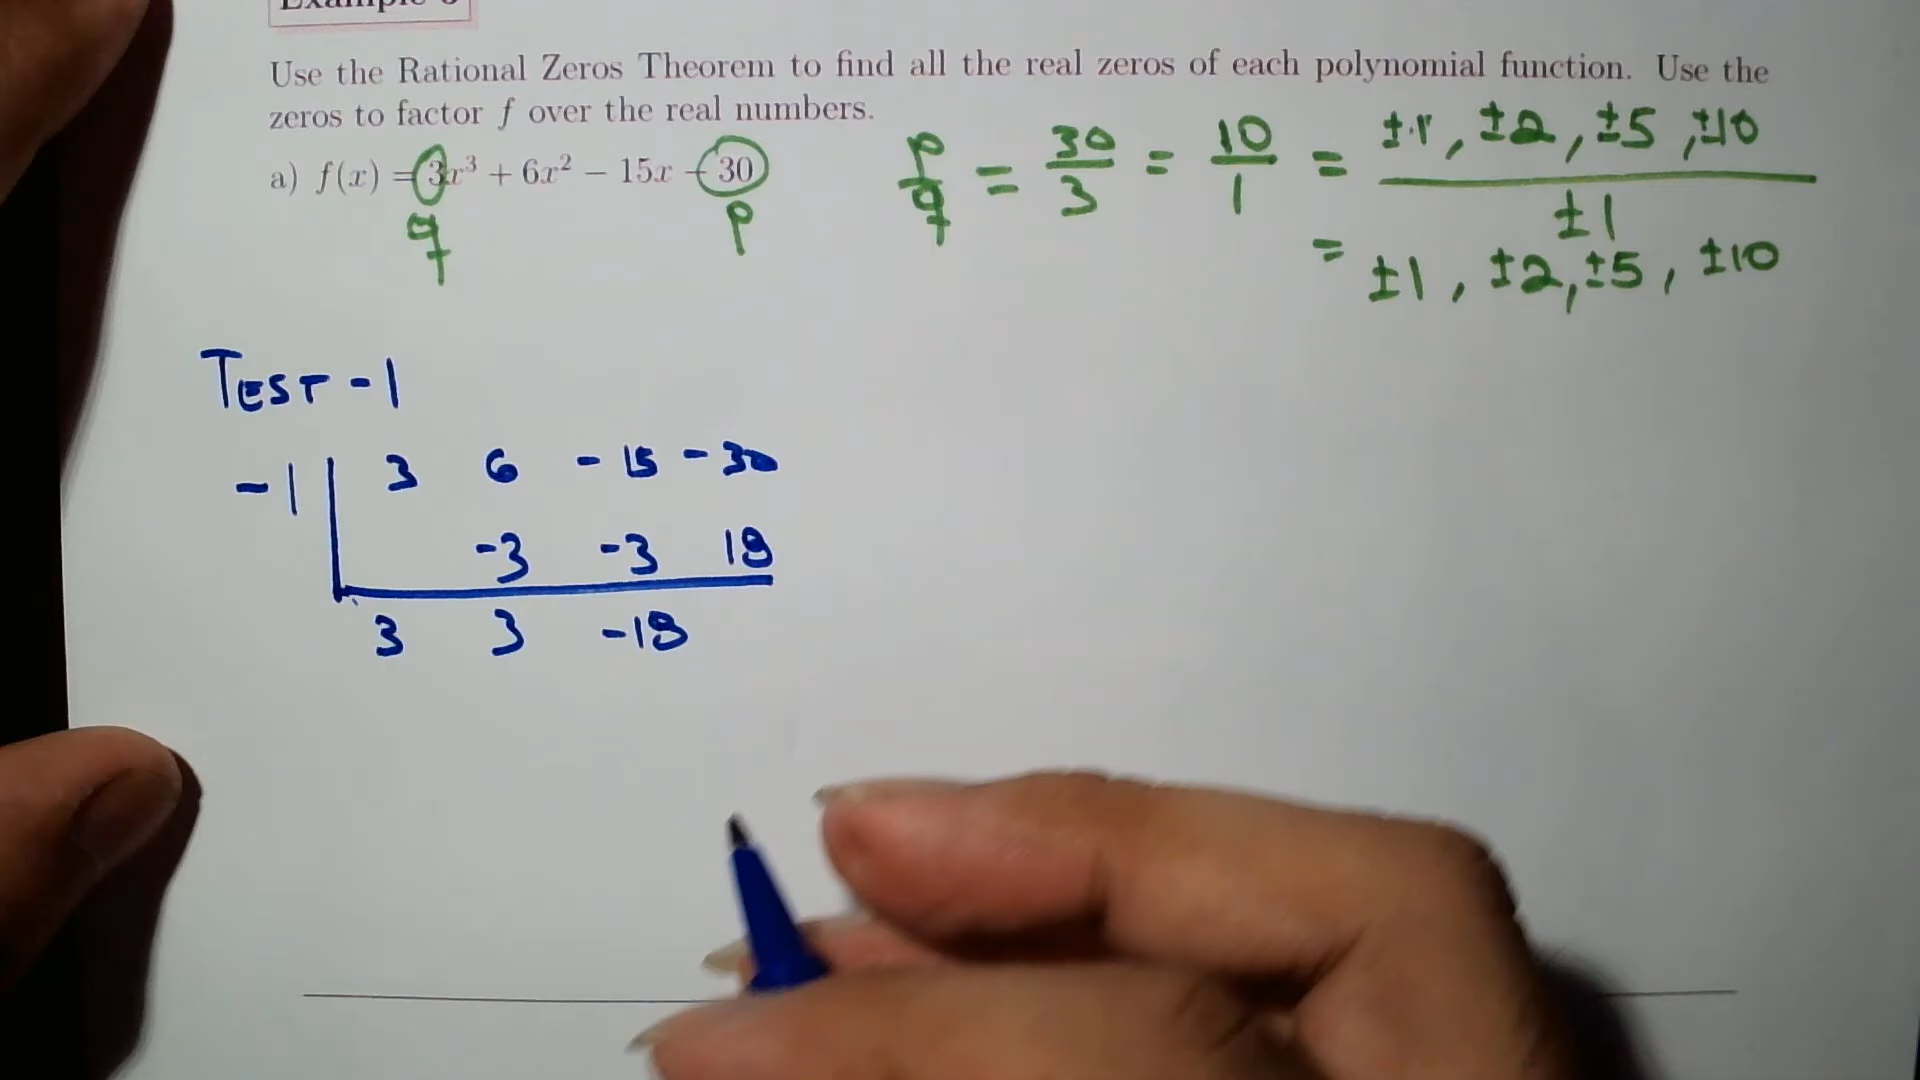 Example 3
Use the Rational Zeros Theorem to find all the real zeros of each polynomial function. Use the
zeros to factor f over the real numbers.
a) f(x) = 3x³ + 6x² − 15x − 30
q p
p/q = 30/3 = 10/1 = ±1, ±2, ±5, ±10 / ±1
= ±1, ±2, ±5, ±10
TEST -1
-1 | 3 6 -15 -30
-3 -3 18
3 3 -18